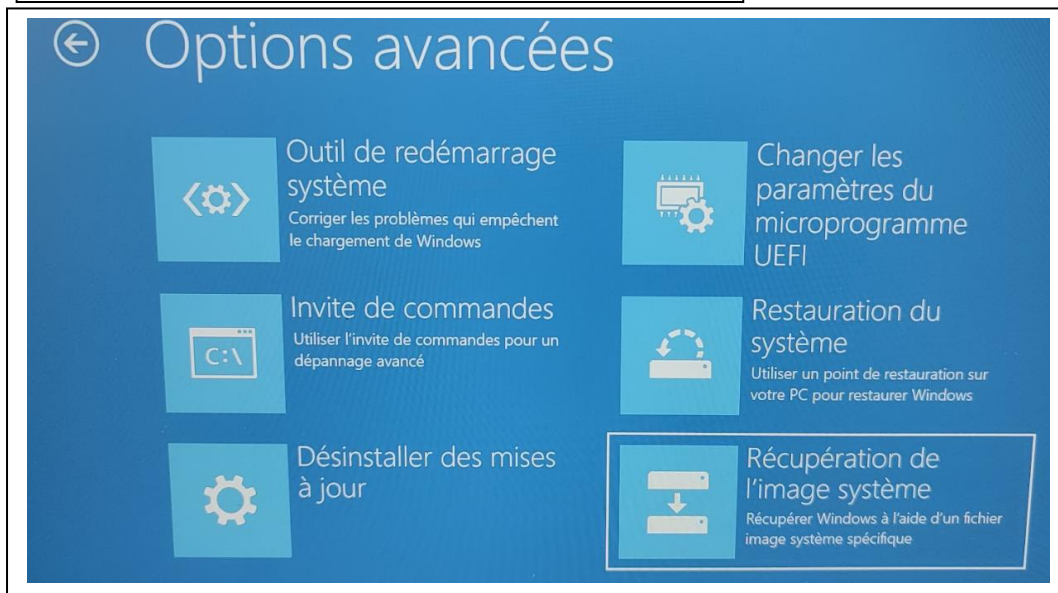 Options avancées
Outil de redémarrage
système
Corriger les problèmes qui empêchent
le chargement de Windows
Changer les
paramètres du
microprogramme
UEFI
Invite de commandes
Utiliser l'invite de commandes pour un
dépannage avancé
C:\
Restauration du
système
Utiliser un point de restauration sur
votre PC pour restaurer Windows
Désinstaller des mises
à jour
Récupération de
l'image système
Récupérer Windows à l'aide d'un fichier
image système spécifique